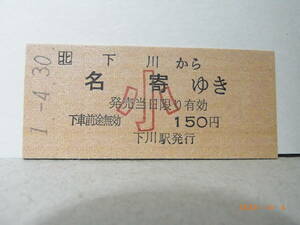 1.-4.30
北 下川から
名寄ゆき
小
発売当日限り有効
下車前途無効 150円
下川駅発行